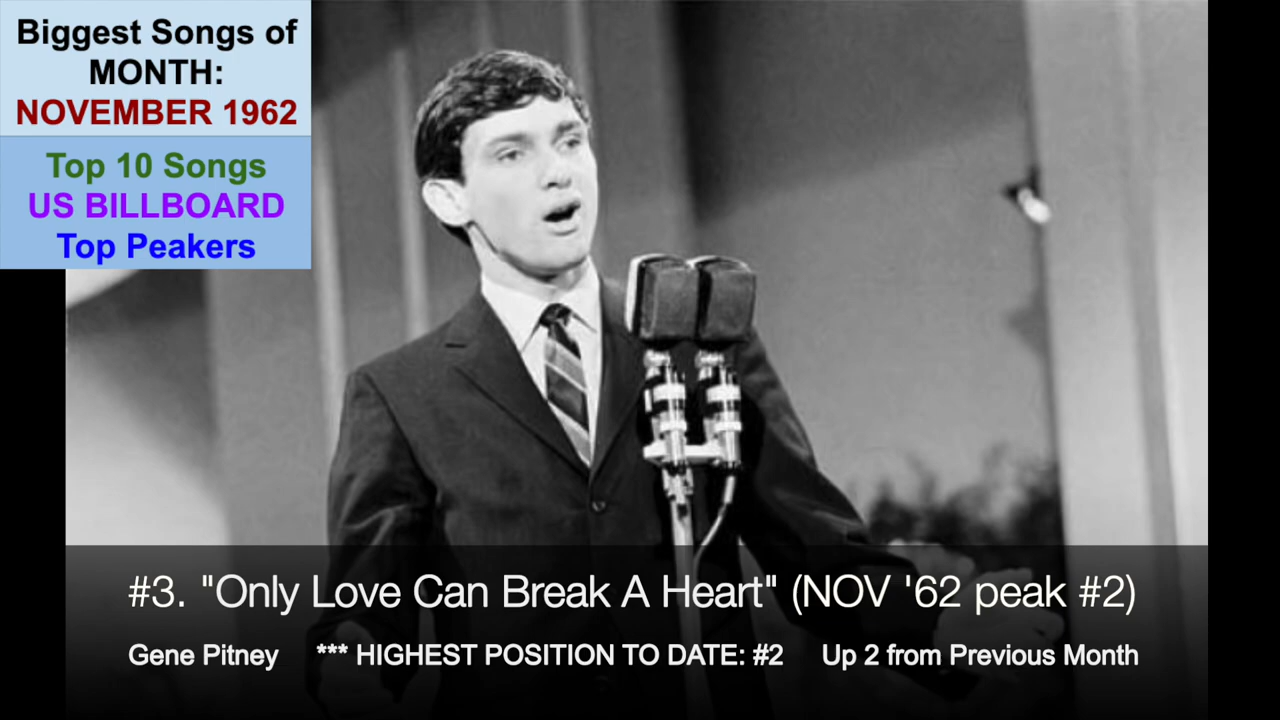 Biggest Songs of
MONTH:
NOVEMBER 1962
Top 10 Songs
US BILLBOARD
Top Peakers
#3. "Only Love Can Break A Heart" (NOV '62 peak #2)
Gene Pitney *** HIGHEST POSITION TO DATE: #2 Up 2 from Previous Month